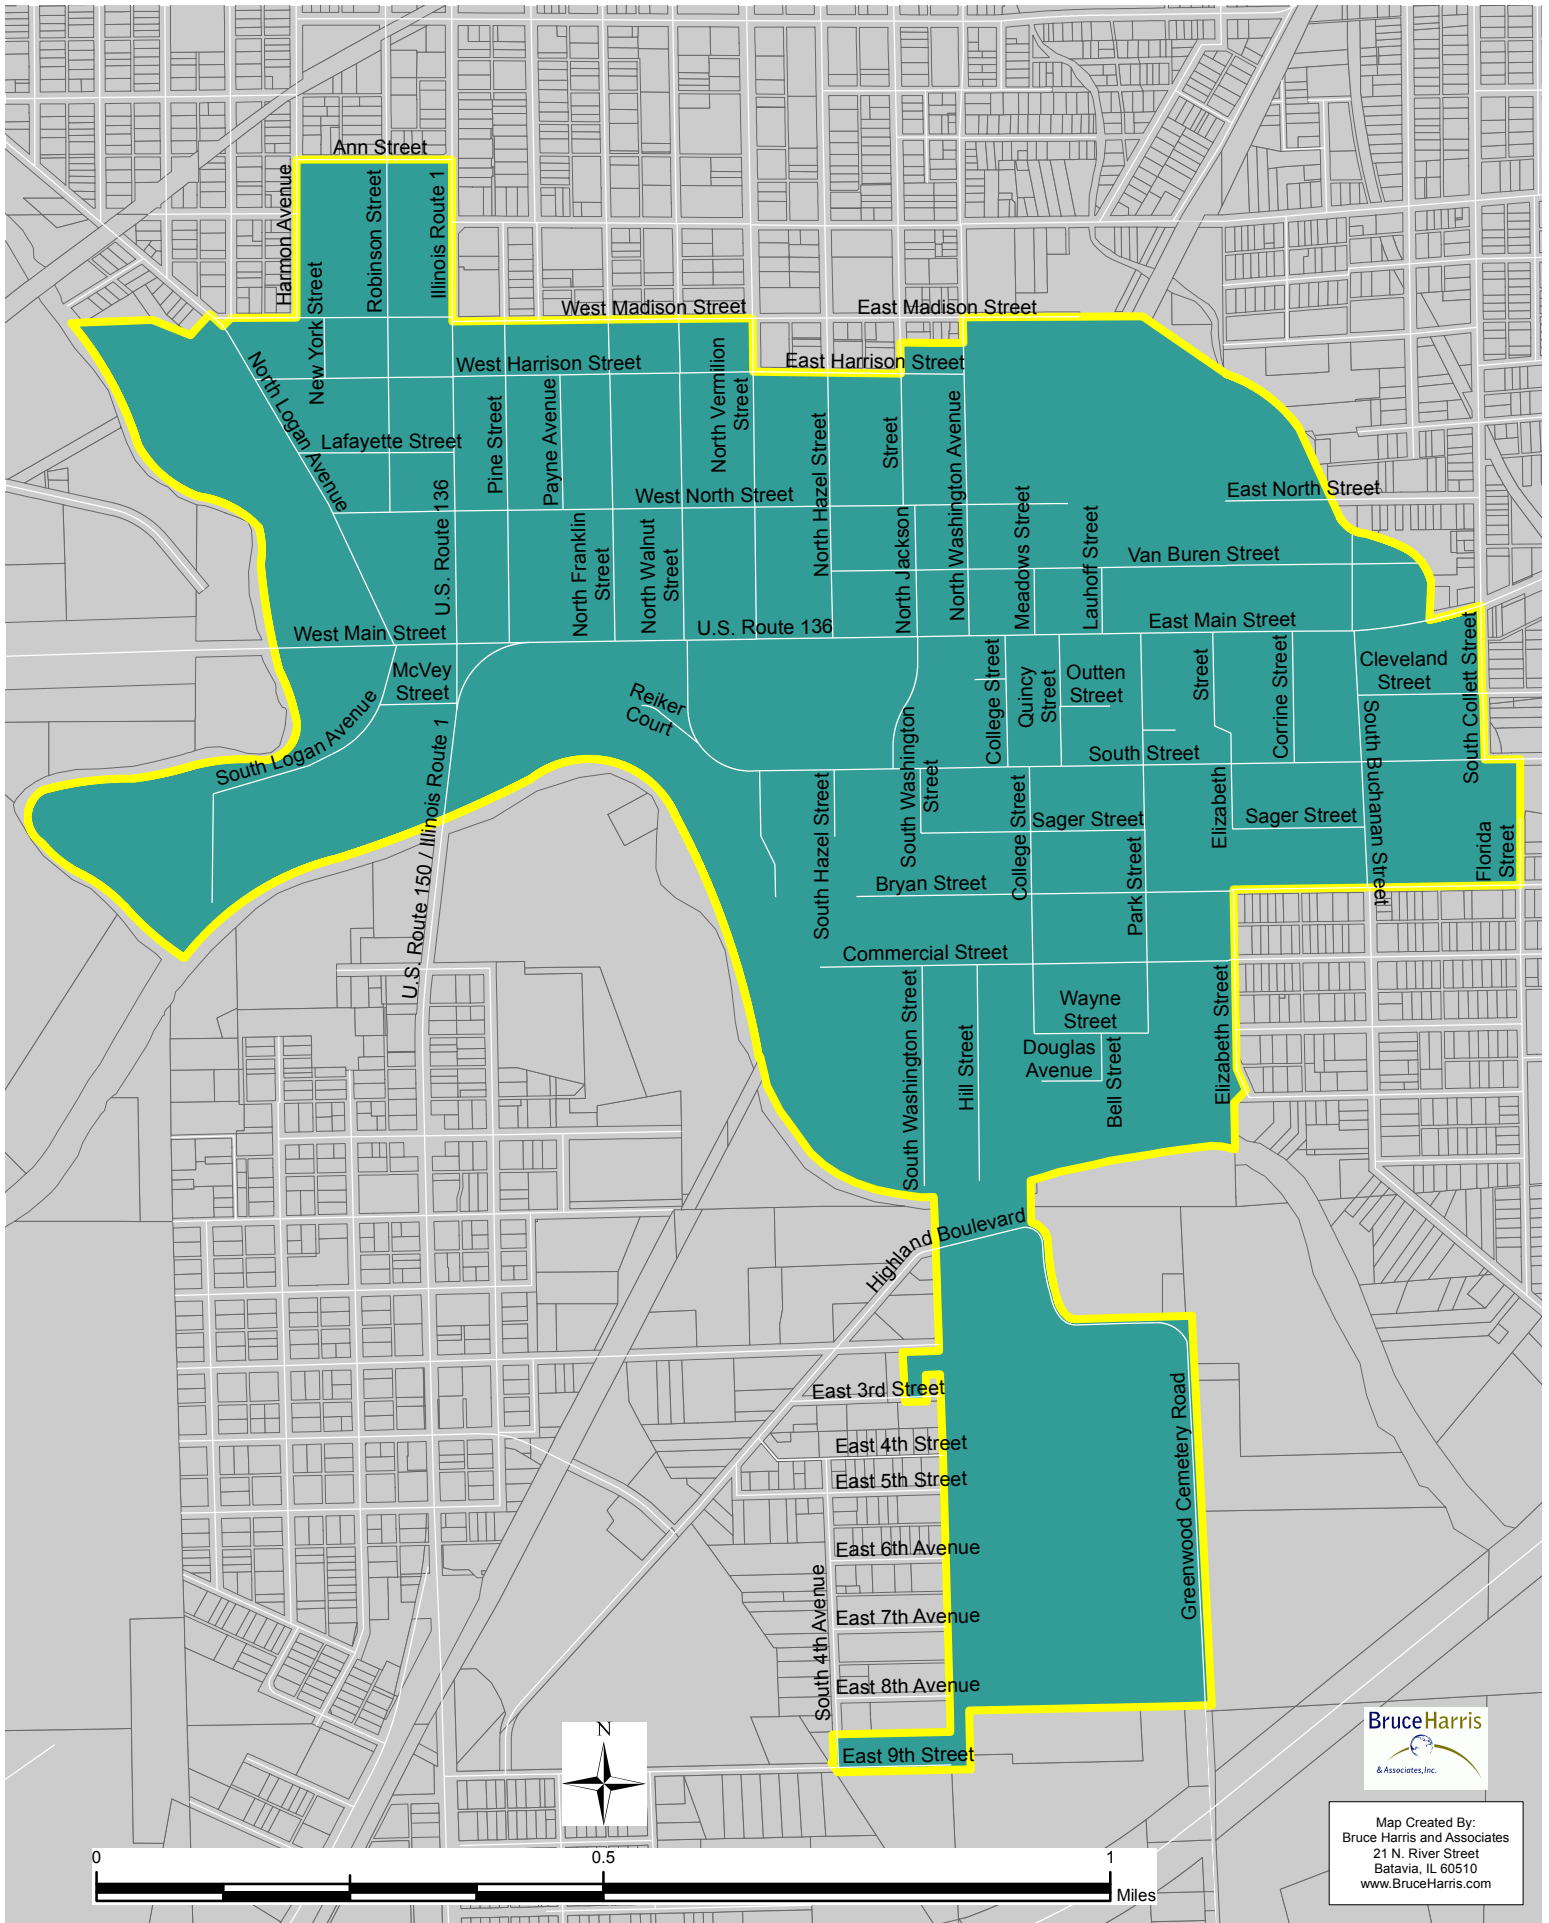 Ann Street
Harmon Avenue
Robinson Street
Illinois Route 1
New York Street
West Madison Street
East Madison Street
West Harrison Street
East Harrison Street
North Logan Avenue
Lafayette Street
Pine Street
Payne Avenue
North Vermilion
Street
North Hazel Street
Street
North Washington Avenue
West North Street
East North Street
U.S. Route 136
North Franklin
Street
North Walnut
Street
North Jackson
Meadows Street
Lauhoff Street
Van Buren Street
West Main Street
U.S. Route 136
East Main Street
McVey
Street
South Logan Avenue
Reiker
Court
College Street
Quincy
Street
Outten
Street
Street
Corrine Street
Cleveland
Street
South Collett Street
South Buchanan Street
South Street
South Washington
Street
South Hazel Street
College Street
Sager Street
Elizabeth
Sager Street
Florida
Street
U.S. Route 150 / Illinois Route 1
Bryan Street
Park Street
Commercial Street
South Washington Street
Hill Street
Wayne
Street
Douglas
Avenue
Bell Street
Elizabeth Street
Highland Boulevard
East 3rd Street
East 4th Street
East 5th Street
East 6th Avenue
East 7th Avenue
East 8th Avenue
East 9th Street
South 4th Avenue
Greenwood Cemetery Road
N
BruceHarris
& Associates, Inc.
Map Created By:
Bruce Harris and Associates
21 N. River Street
Batavia, IL 60510
www.BruceHarris.com
0 0.5 1
Miles